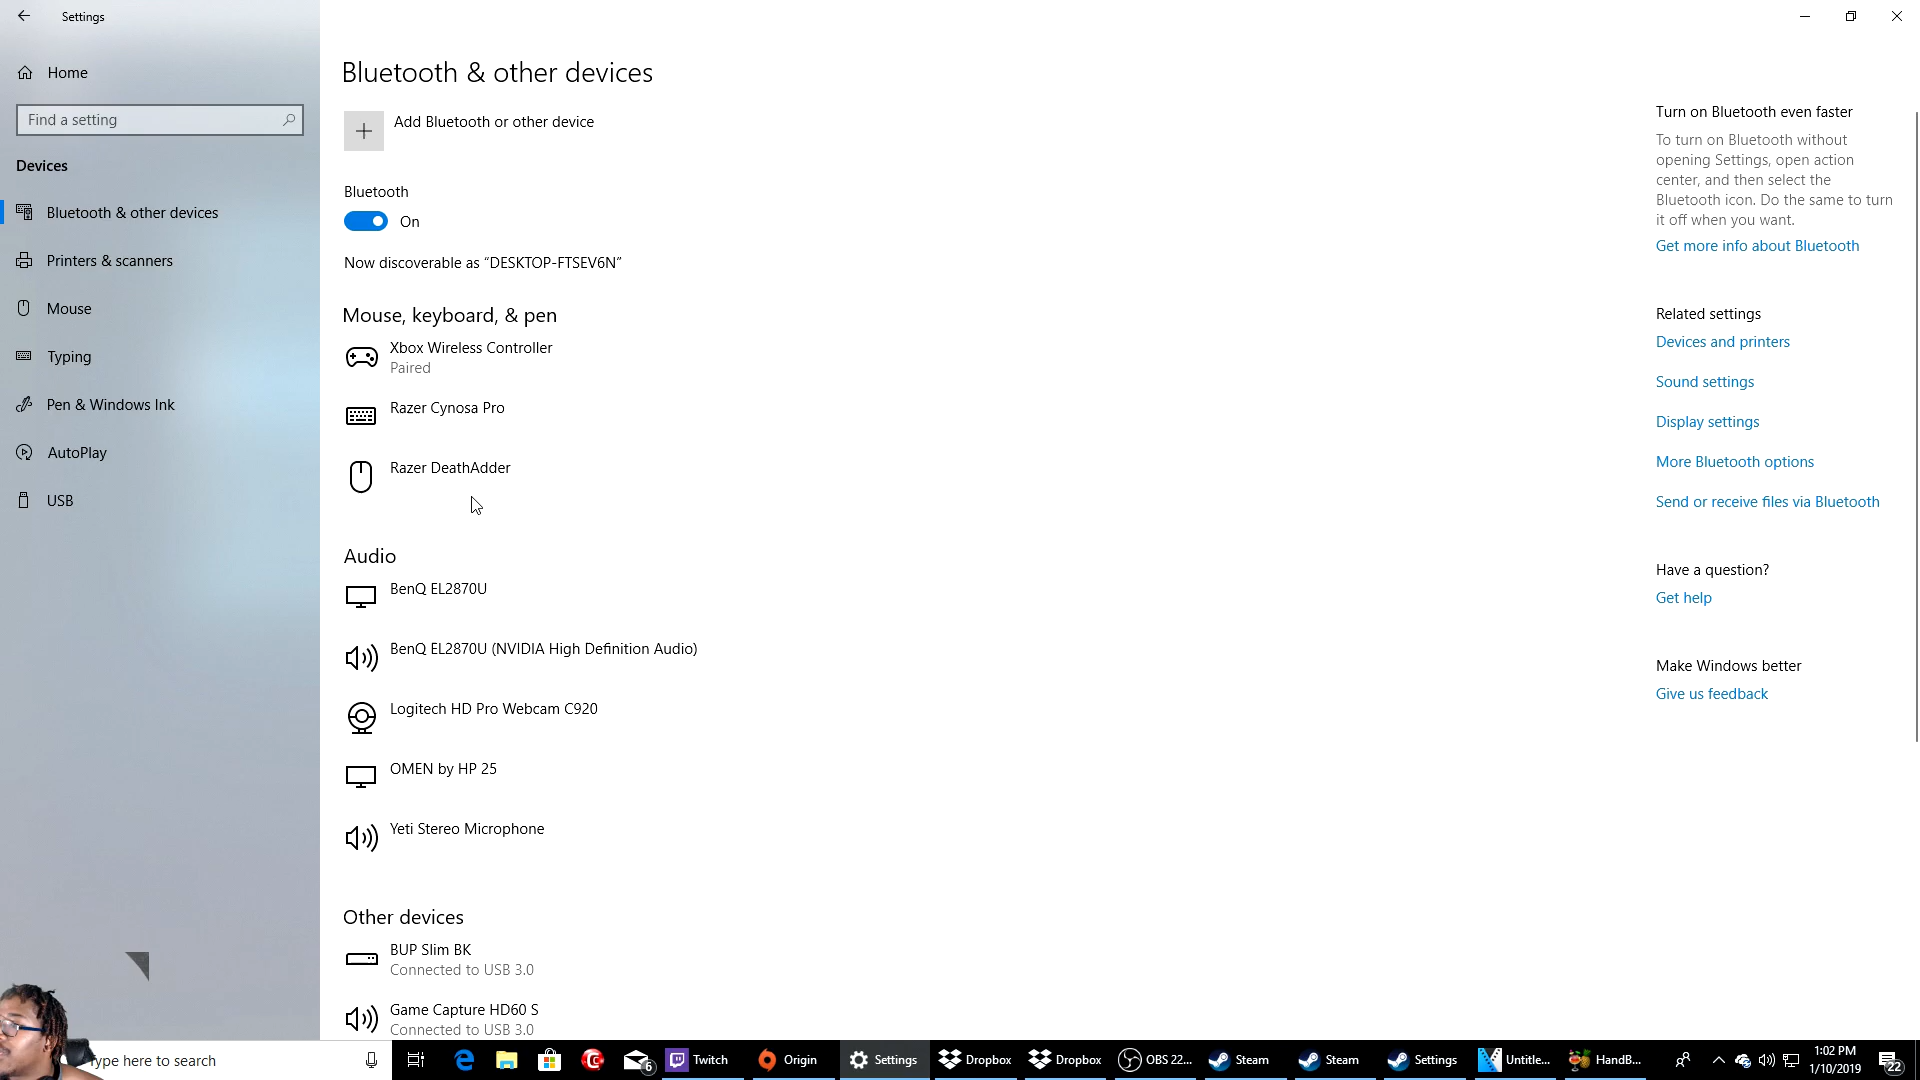 Settings
Home
Find a setting
Devices
Bluetooth & other devices
Printers & scanners
Mouse
Typing
Pen & Windows Ink
AutoPlay
USB
Bluetooth & other devices
Add Bluetooth or other device
Bluetooth
On
Now discoverable as “DESKTOP-FTSEV6N”
Mouse, keyboard, & pen
Xbox Wireless Controller
Paired
Razer Cynosa Pro
Razer DeathAdder
Audio
BenQ EL2870U
BenQ EL2870U (NVIDIA High Definition Audio)
Logitech HD Pro Webcam C920
OMEN by HP 25
Yeti Stereo Microphone
Other devices
BUP Slim BK
Connected to USB 3.0
Game Capture HD60 S
Connected to USB 3.0
Turn on Bluetooth even faster
To turn on Bluetooth without
opening Settings, open action
center, and then select the
Bluetooth icon. Do the same to turn
it off when you want.
Get more info about Bluetooth
Related settings
Devices and printers
Sound settings
Display settings
More Bluetooth options
Send or receive files via Bluetooth
Have a question?
Get help
Make Windows better
Give us feedback
Type here to search
6
Twitch
Origin
Settings
Dropbox
Dropbox
OBS 22...
Steam
Steam
Settings
Untitle...
HandB...
1:02 PM
1/10/2019
22